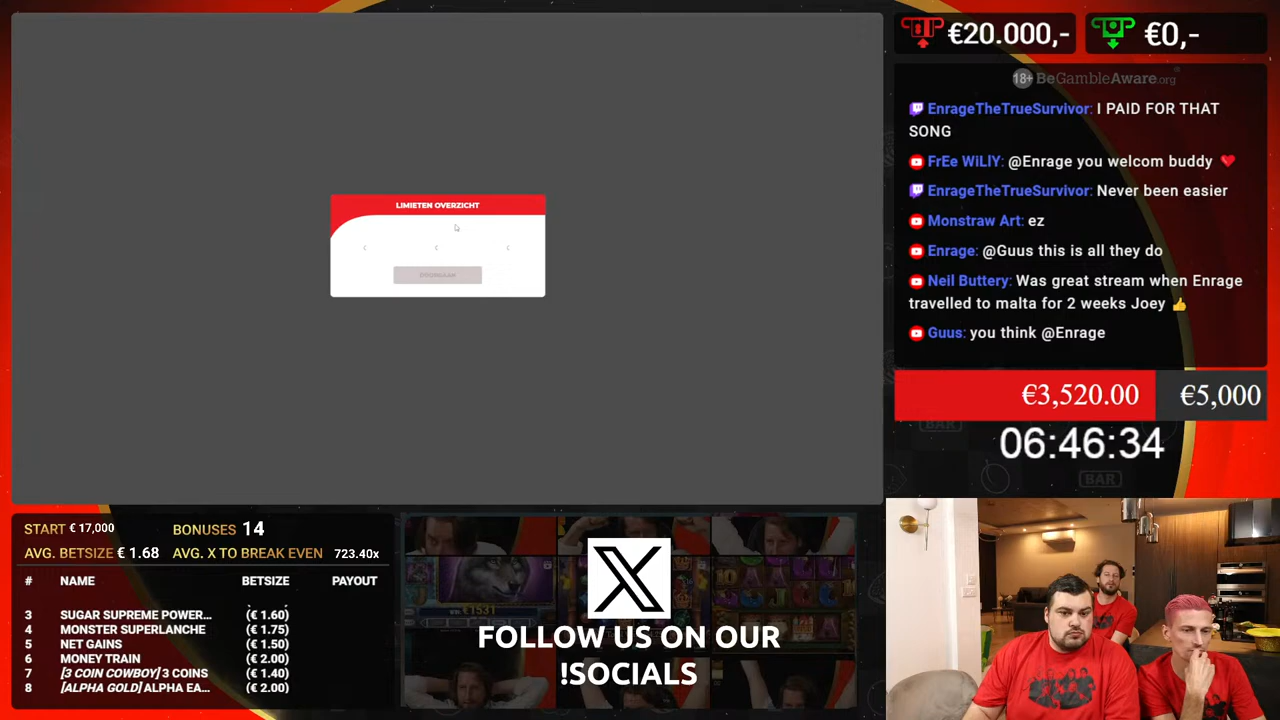 €20.000,-
€0,-
18+ BeGambleAware.org
EnrageTheTrueSurvivor: I PAID FOR THAT
SONG
FrEe WiLlY: @Enrage you welcom buddy
EnrageTheTrueSurvivor: Never been easier
Monstraw Art: ez
Enrage: @Guus this is all they do
Neil Buttery: Was great stream when Enrage
travelled to malta for 2 weeks Joey
Guus: you think @Enrage
€3,520.00
€5,000
BAR
06:46:34
BAR
LIMIETEN OVERZICHT
€ € €
START € 17,000
BONUSES 14
AVG. BETSIZE € 1.68
AVG. X TO BREAK EVEN 723.40x
# NAME BETSIZE PAYOUT
3 SUGAR SUPREME POWER... (€ 1.60)
4 MONSTER SUPERLANCHE (€ 1.75)
5 NET GAINS (€ 1.50)
6 MONEY TRAIN (€ 2.00)
7 [3 COIN COWBOY] 3 COINS (€ 1.40)
8 [ALPHA GOLD] ALPHA EA... (€ 2.00)
€1531
X
FOLLOW US ON OUR
!SOCIALS